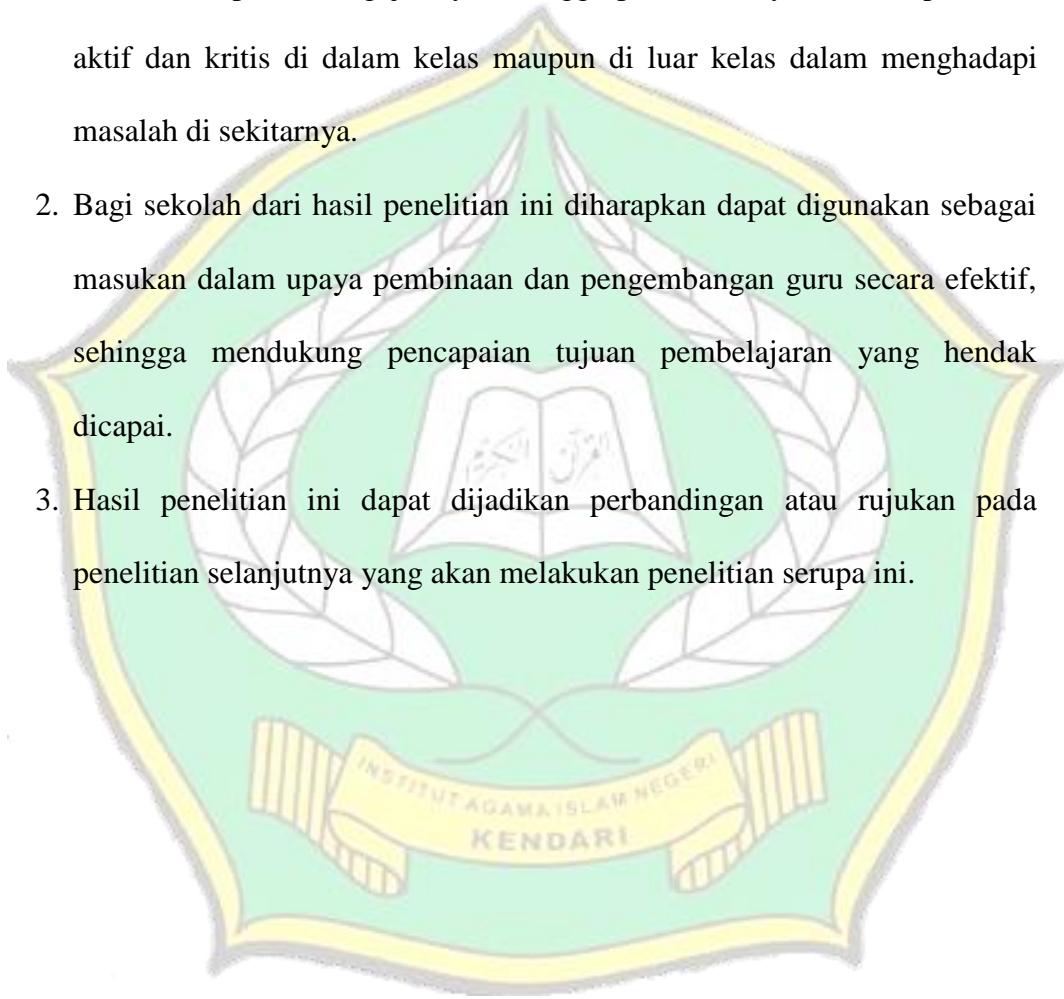 aktif dan kritis di dalam kelas maupun di luar kelas dalam menghadapi
masalah di sekitarnya.
2. Bagi sekolah dari hasil penelitian ini diharapkan dapat digunakan sebagai
masukan dalam upaya pembinaan dan pengembangan guru secara efektif,
sehingga mendukung pencapaian tujuan pembelajaran yang hendak
dicapai.
3. Hasil penelitian ini dapat dijadikan perbandingan atau rujukan pada
penelitian selanjutnya yang akan melakukan penelitian serupa ini.
INSTITUT AGAMA ISLAM NEGERI
KENDARI